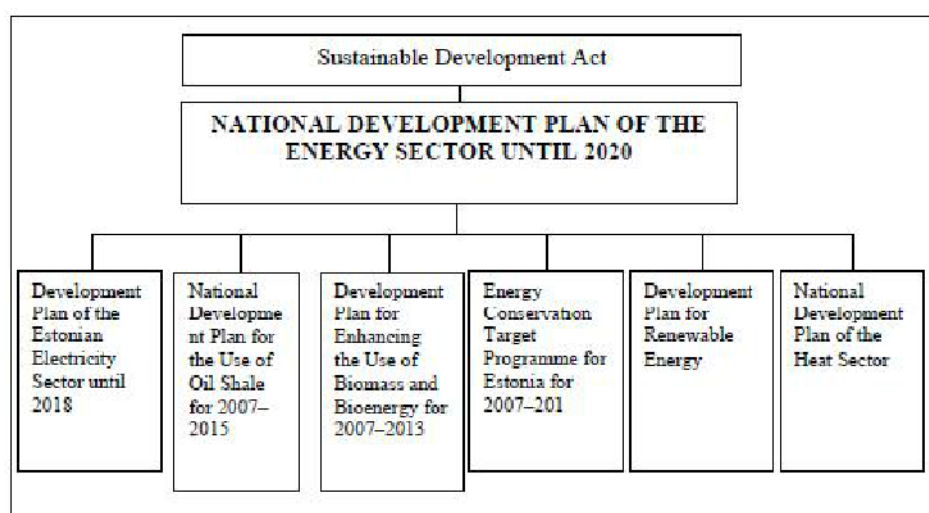 Sustainable Development Act
NATIONAL DEVELOPMENT PLAN OF THE
ENERGY SECTOR UNTIL 2020
Development
Plan of the
Estonian
Electricity
Sector until
2018
National
Developme
nt Plan for
the Use of
Oil Shale
for 2007–
2015
Development
Plan for
Enhancing
the Use of
Biomass and
Bioenergy for
2007–2013
Energy
Conservation
Target
Programme for
Estonia for
2007–201
Development
Plan for
Renewable
Energy
National
Development
Plan of the
Heat Sector